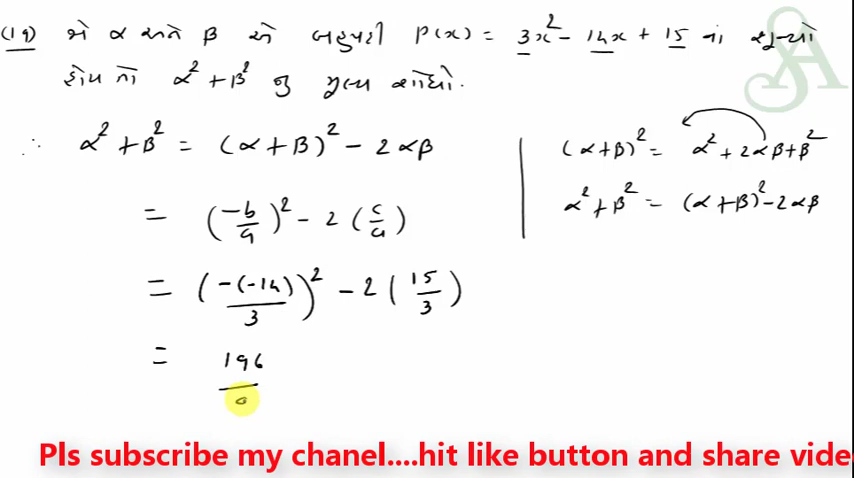 (19) જો α અને β એ બહુપદી P(x) = 3x² - 14x + 15 ના શૂન્યો
હોય તો α² + β² નું મુલ્ય શોધો.
∴ α² + β² = (α + β)² - 2αβ
= (-b/a)² - 2 (c/a)
= (-(-14)/3)² - 2 (15/3)
= 196/9
(α+β)² = α² + 2αβ + β²
α² + β² = (α+β)² - 2αβ
Pls subscribe my chanel....hit like button and share vide